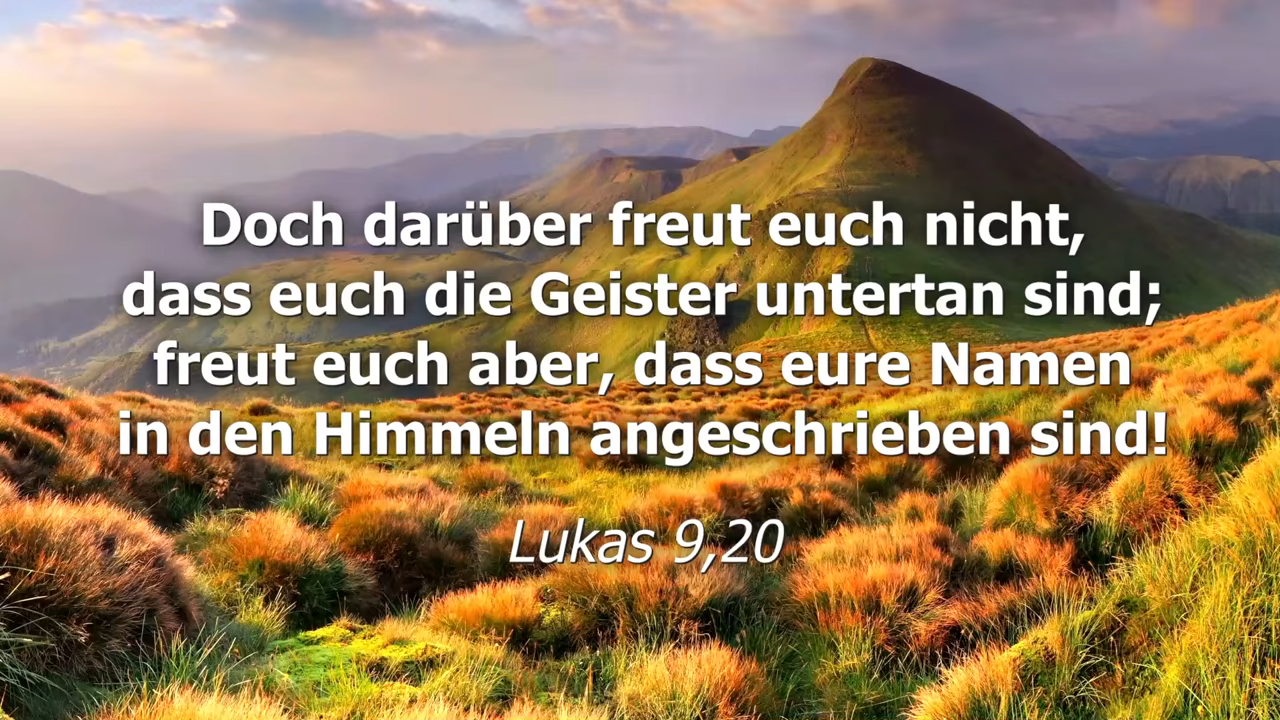 Doch darüber freut euch nicht,
dass euch die Geister untertan sind;
freut euch aber, dass eure Namen
in den Himmeln angeschrieben sind!
Lukas 9,20